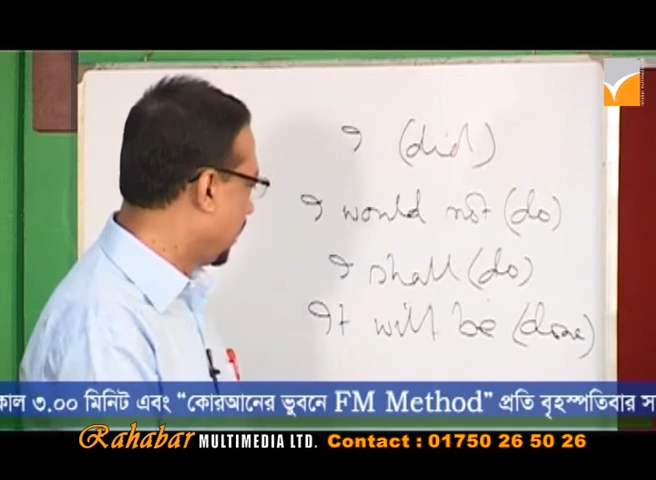 I (did)
I would not (do)
I shall (do)
It will be (done)
কাল ৩.০০ মিনিট এবং “কোরআনের ভুবনে FM Method” প্রতি বৃহস্পতিবার স
Rahabar MULTIMEDIA LTD. Contact : 01750 26 50 26